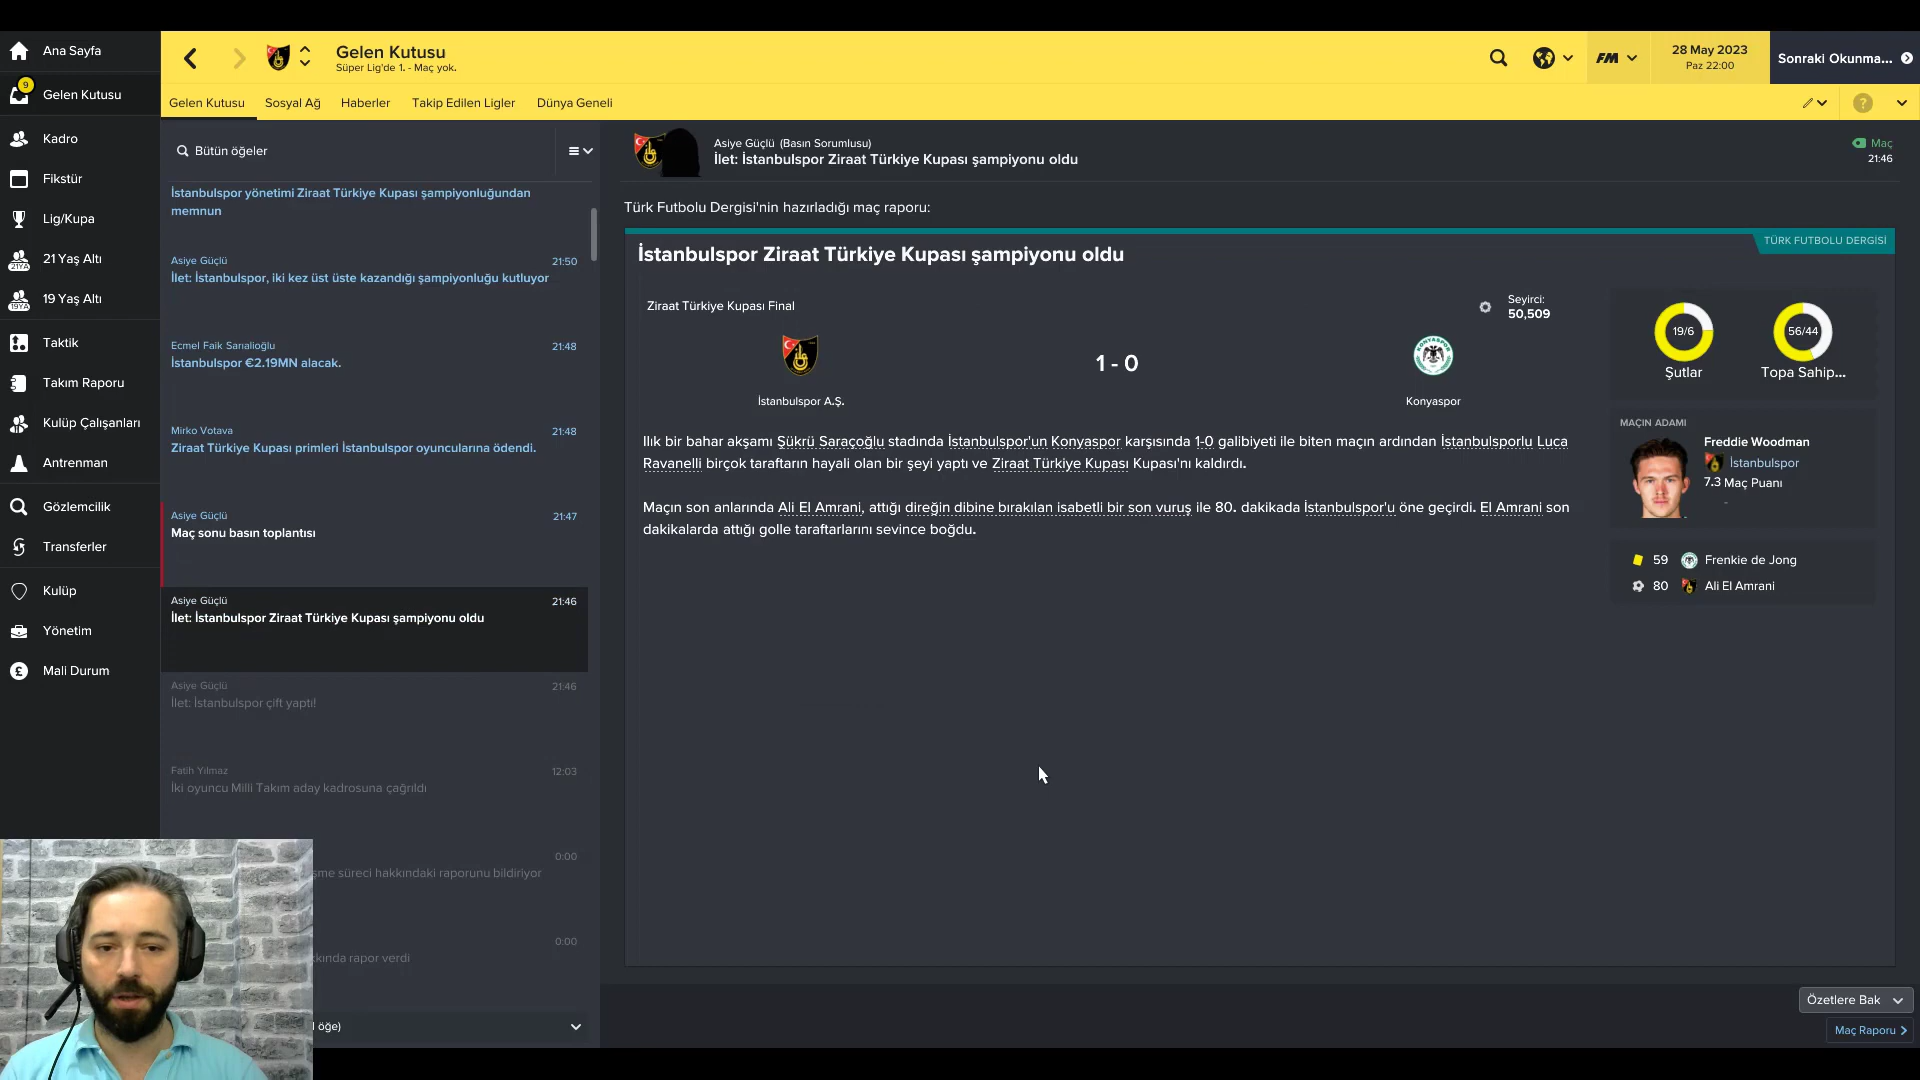 Ana Sayfa
9
Gelen Kutusu
Kadro
Fikstür
Lig/Kupa
21YA
21 Yaş Altı
19YA
19 Yaş Altı
Taktik
Takım Raporu
Kulüp Çalışanları
Antrenman
Gözlemcilik
Transferler
Kulüp
Yönetim
Mali Durum
Gelen Kutusu
Süper Lig'de 1. - Maç yok.
FM
28 May 2023
Paz 22:00
Sonraki Okunma...
Gelen Kutusu
Sosyal Ağ
Haberler
Takip Edilen Ligler
Dünya Geneli
?
Bütün öğeler
İstanbulspor yönetimi Ziraat Türkiye Kupası şampiyonluğundan
memnun
Asiye Güçlü 21:50
İlet: İstanbulspor, iki kez üst üste kazandığı şampiyonluğu kutluyor
Ecmel Faik Sarıalioğlu 21:48
İstanbulspor €2.19MN alacak.
Mirko Votava 21:48
Ziraat Türkiye Kupası primleri İstanbulspor oyuncularına ödendi.
Asiye Güçlü 21:47
Maç sonu basın toplantısı
Asiye Güçlü 21:46
İlet: İstanbulspor Ziraat Türkiye Kupası şampiyonu oldu
Asiye Güçlü 21:46
İlet: İstanbulspor çift yaptı!
Fatih Yılmaz 12:03
İki oyuncu Milli Takım aday kadrosuna çağrıldı
0:00
şme süreci hakkındaki raporunu bildiriyor
0:00
kkında rapor verdi
öğe)
Asiye Güçlü (Basın Sorumlusu)
İlet: İstanbulspor Ziraat Türkiye Kupası şampiyonu oldu
Maç
21:46
Türk Futbolu Dergisi'nin hazırladığı maç raporu:
TÜRK FUTBOLU DERGİSİ
İstanbulspor Ziraat Türkiye Kupası şampiyonu oldu
Ziraat Türkiye Kupası Final
Seyirci:
50,509
1 - 0
İstanbulspor A.Ş.
Konyaspor
Ilık bir bahar akşamı Şükrü Saraçoğlu stadında İstanbulspor'un Konyaspor karşısında 1-0 galibiyeti ile biten maçın ardından İstanbulsporlu Luca
Ravanelli birçok taraftarın hayali olan bir şeyi yaptı ve Ziraat Türkiye Kupası Kupası'nı kaldırdı.
Maçın son anlarında Ali El Amrani, attığı direğin dibine bırakılan isabetli bir son vuruş ile 80. dakikada İstanbulspor'u öne geçirdi. El Amrani son
dakikalarda attığı golle taraftarlarını sevince boğdu.
19/6
Şutlar
56/44
Topa Sahip...
MAÇIN ADAMI
Freddie Woodman
İstanbulspor
7.3 Maç Puanı
-
59 Frenkie de Jong
80 Ali El Amrani
Özetlere Bak
Maç Raporu